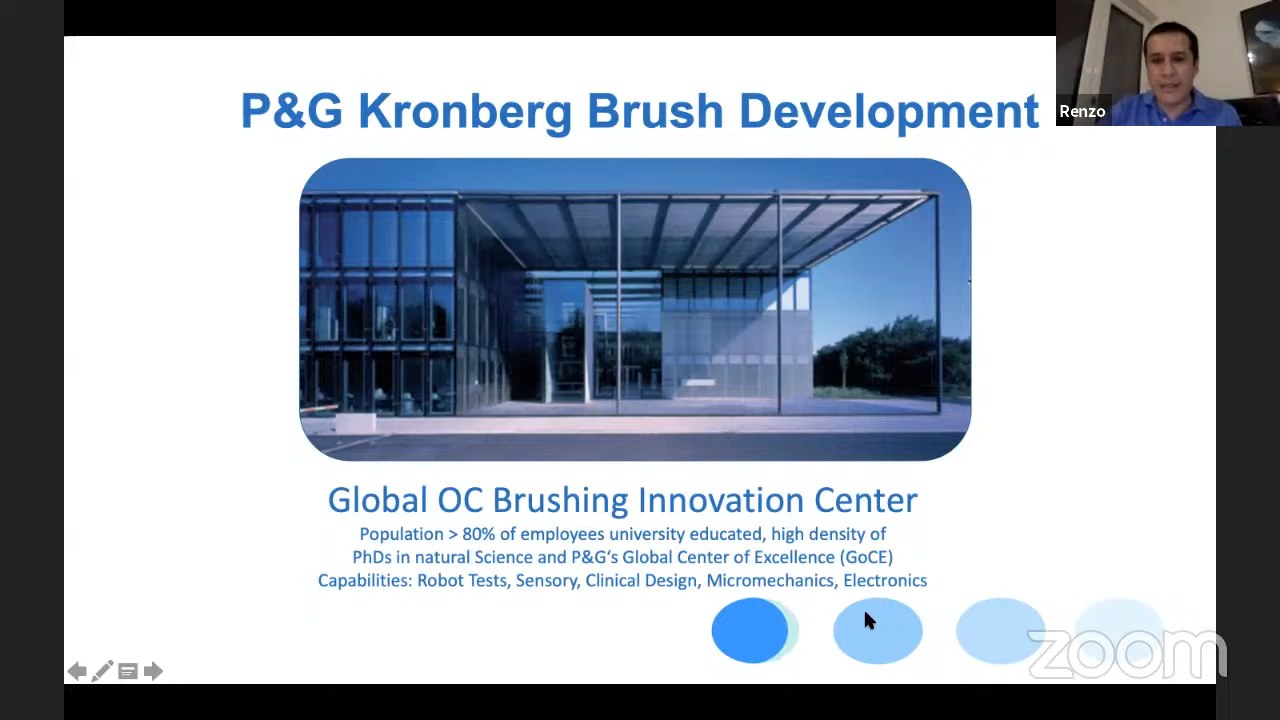 P&G Kronberg Brush Development
Renzo
Global OC Brushing Innovation Center
Population > 80% of employees university educated, high density of
PhDs in natural Science and P&G‘s Global Center of Excellence (GoCE)
Capabilities: Robot Tests, Sensory, Clinical Design, Micromechanics, Electronics
zoom